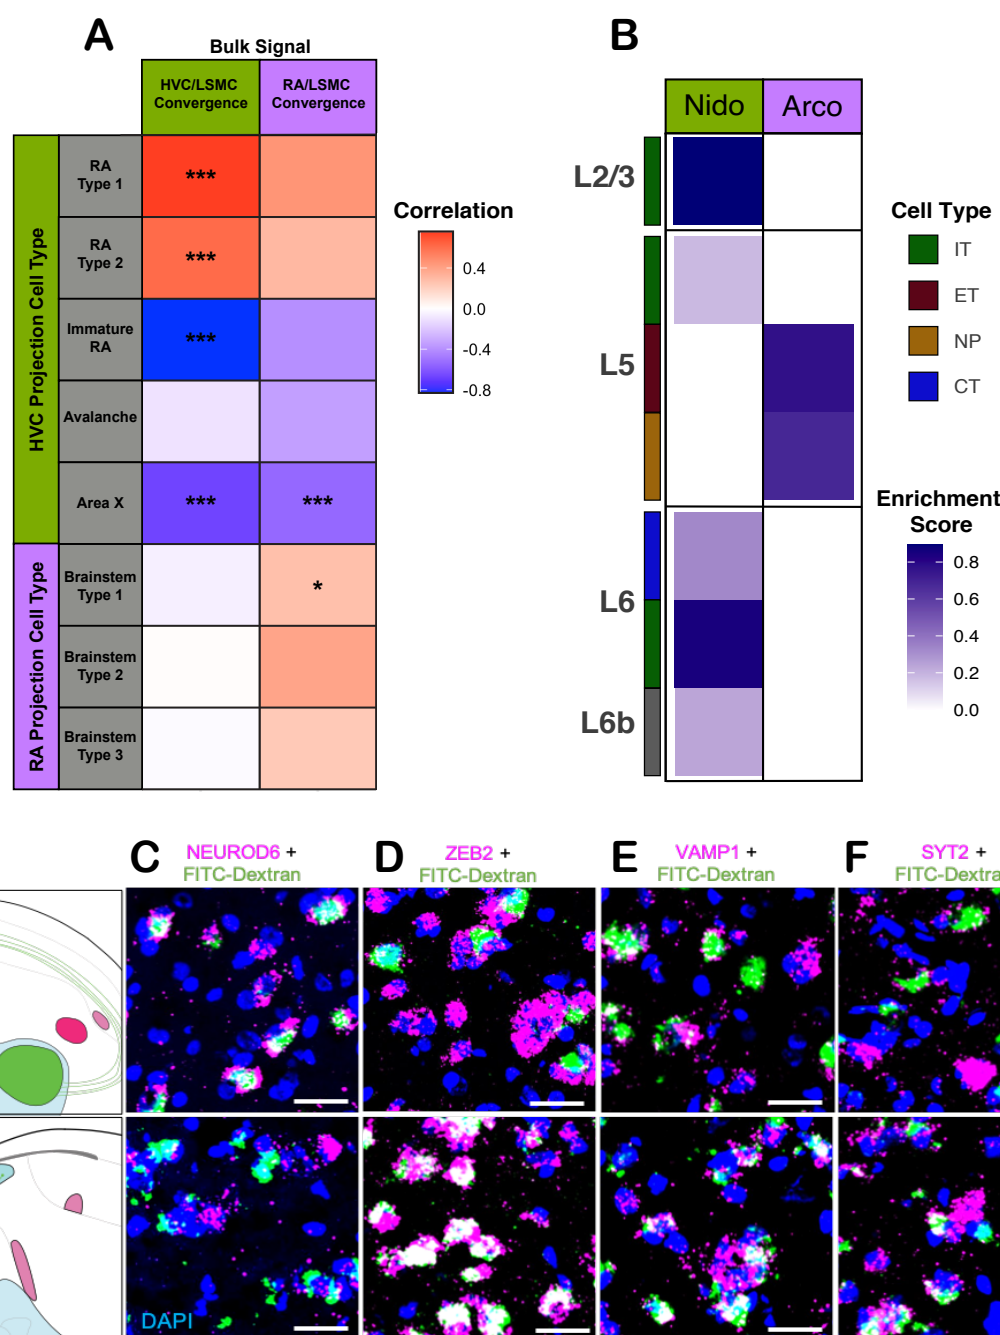 A
Bulk Signal
HVC/LSMC
Convergence
RA/LSMC
Convergence
HVC Projection Cell Type
RA
Type 1
***
RA
Type 2
***
Immature
RA
***
Avalanche
Area X
***
***
RA Projection Cell Type
Brainstem
Type 1
*
Brainstem
Type 2
Brainstem
Type 3
Correlation
0.4
0.0
-0.4
-0.8
B
Nido
Arco
L2/3
L5
L6
L6b
Cell Type
IT
ET
NP
CT
Enrichment
Score
0.8
0.6
0.4
0.2
0.0
C
NEUROD6 +
FITC-Dextran
D
ZEB2 +
FITC-Dextran
E
VAMP1 +
FITC-Dextran
F
SYT2 +
FITC-Dextra
DAPI